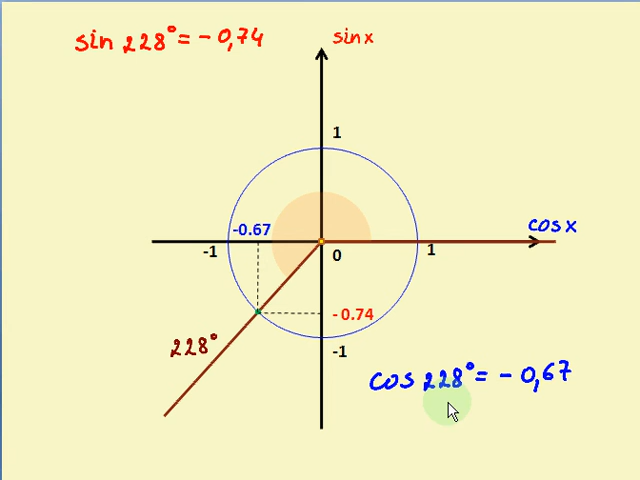 sin 228° = - 0,74
sin x
1
-0.67
cos x
-1
0
1
- 0.74
228°
-1
cos 228° = - 0,67